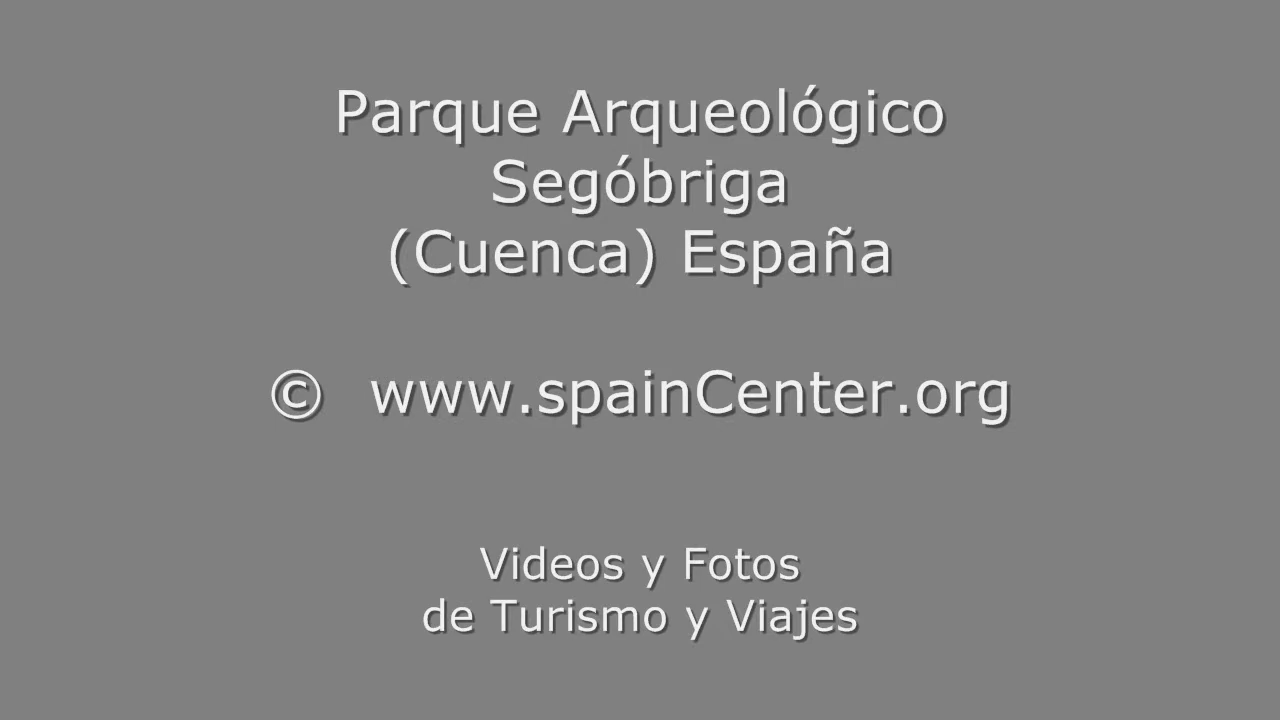 Parque Arqueológico
Segóbriga
(Cuenca) España
© www.spainCenter.org
Videos y Fotos
de Turismo y Viajes